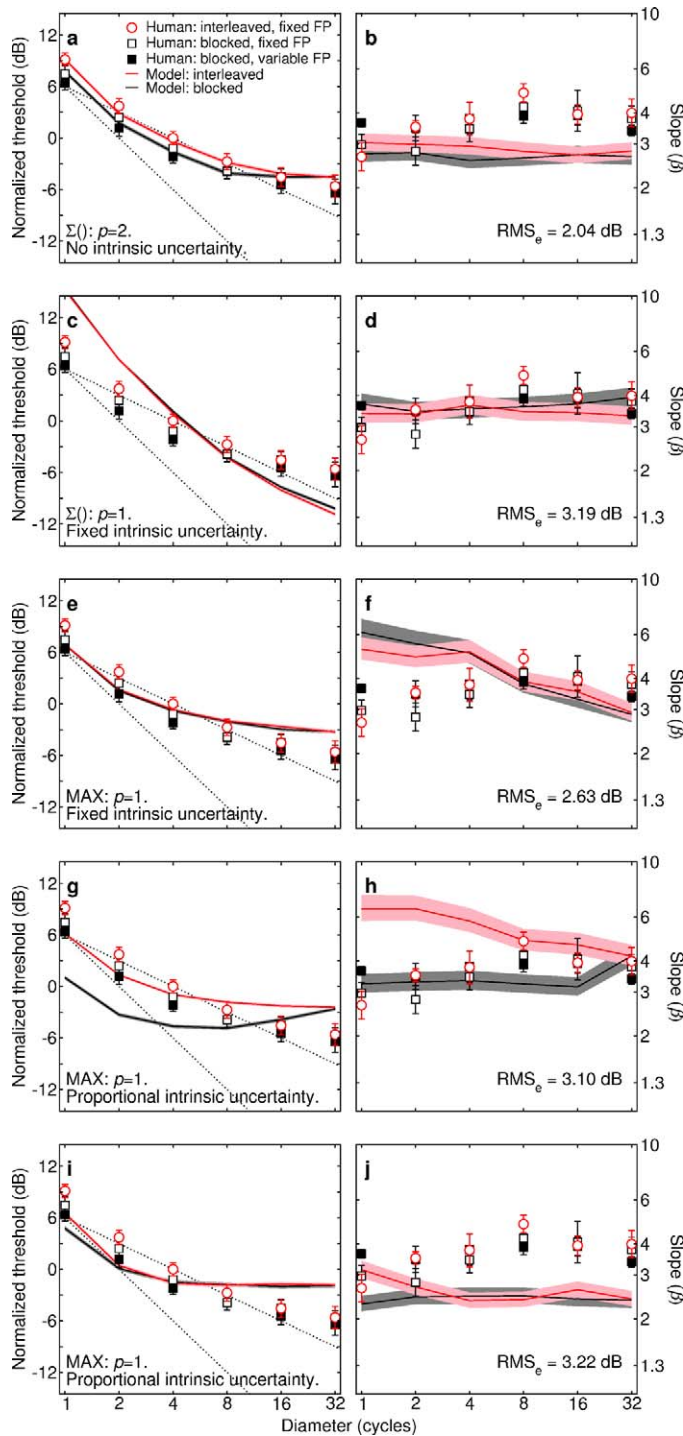 a
Human: interleaved, fixed FP
Human: blocked, fixed FP
Human: blocked, variable FP
Model: interleaved
Model: blocked
Normalized threshold (dB)
12
6
0
-6
-12
Σ(): p=2.
No intrinsic uncertainty.
b
10
6
4
3
2
1.3
Slope (β)
RMSₑ = 2.04 dB
c
Normalized threshold (dB)
12
6
0
-6
-12
Σ(): p=1.
Fixed intrinsic uncertainty.
d
10
6
4
3
2
1.3
Slope (β)
RMSₑ = 3.19 dB
e
Normalized threshold (dB)
12
6
0
-6
-12
MAX: p=1.
Fixed intrinsic uncertainty.
f
10
6
4
3
2
1.3
Slope (β)
RMSₑ = 2.63 dB
g
Normalized threshold (dB)
12
6
0
-6
-12
MAX: p=1.
Proportional intrinsic uncertainty.
h
10
6
4
3
2
1.3
Slope (β)
RMSₑ = 3.10 dB
i
Normalized threshold (dB)
12
6
0
-6
-12
MAX: p=1.
Proportional intrinsic uncertainty.
j
10
6
4
3
2
1.3
Slope (β)
RMSₑ = 3.22 dB
1 2 4 8 16 32
1 2 4 8 16 32
Diameter (cycles)